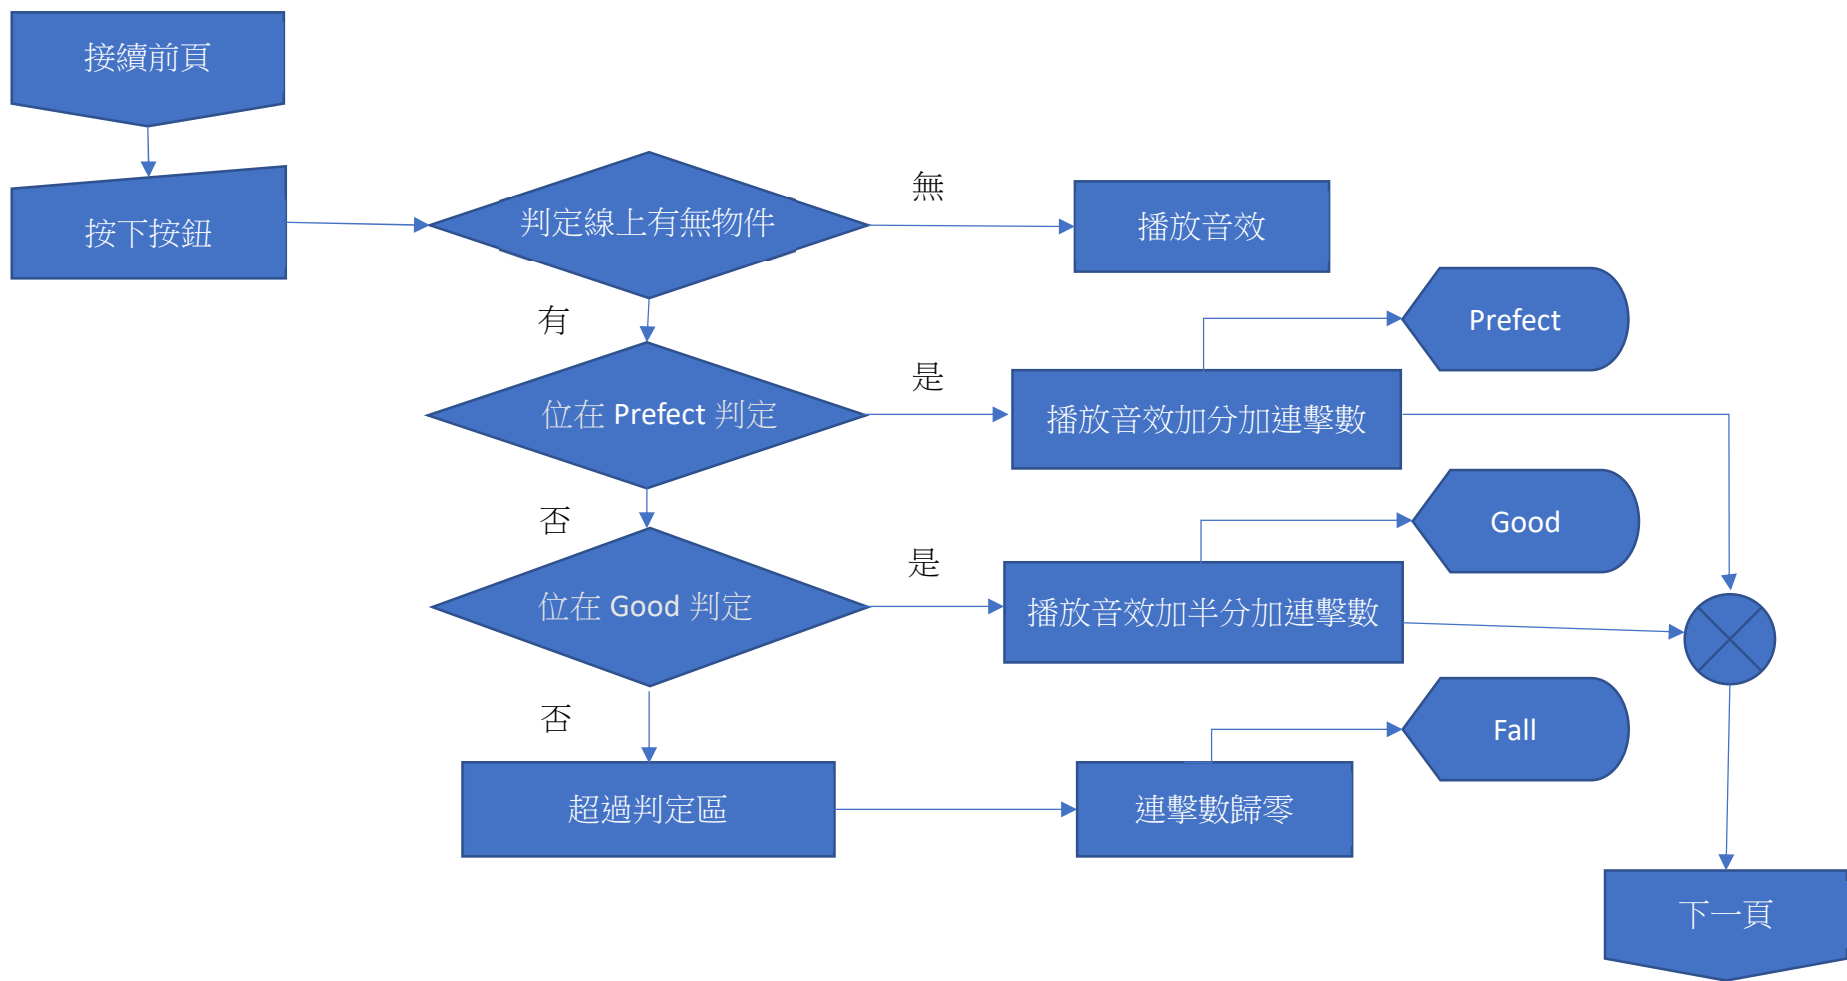 接續前頁
按下按鈕
判定線上有無物件
無
播放音效
有
Prefect
位在 Prefect 判定
是
播放音效加分加連擊數
否
Good
位在 Good 判定
是
播放音效加半分加連擊數
否
Fall
超過判定區
連擊數歸零
下一頁